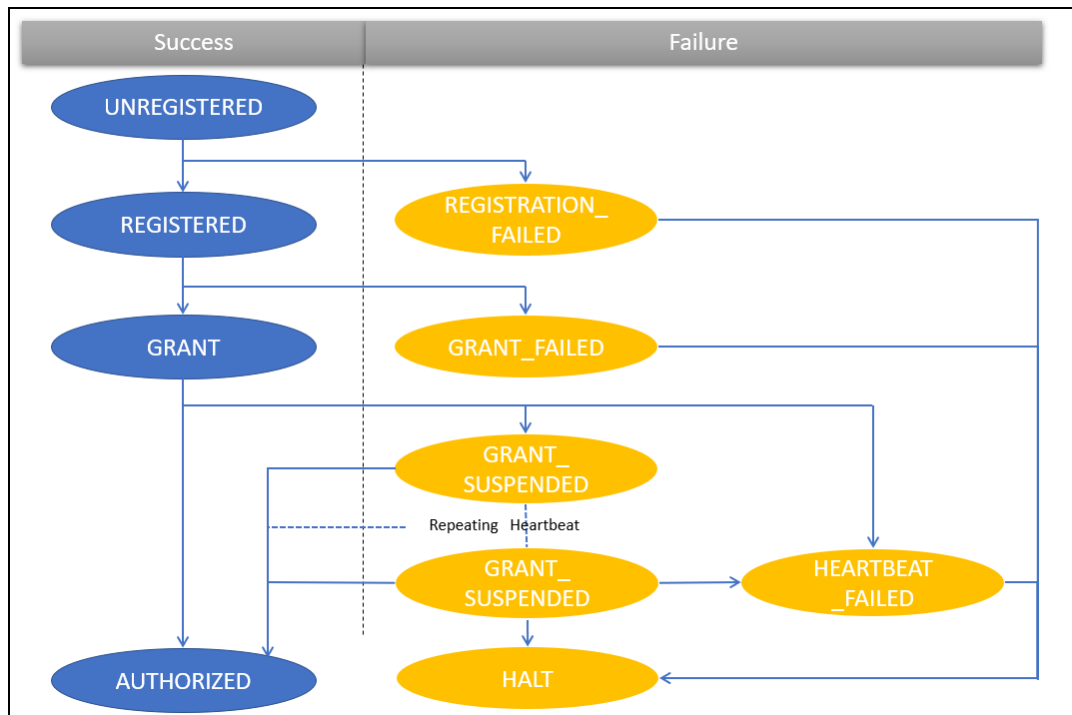 Success
Failure
UNREGISTERED
REGISTERED
REGISTRATION_
FAILED
GRANT
GRANT_FAILED
GRANT_
SUSPENDED
Repeating Heartbeat
GRANT_
SUSPENDED
HEARTBEAT
_FAILED
AUTHORIZED
HALT